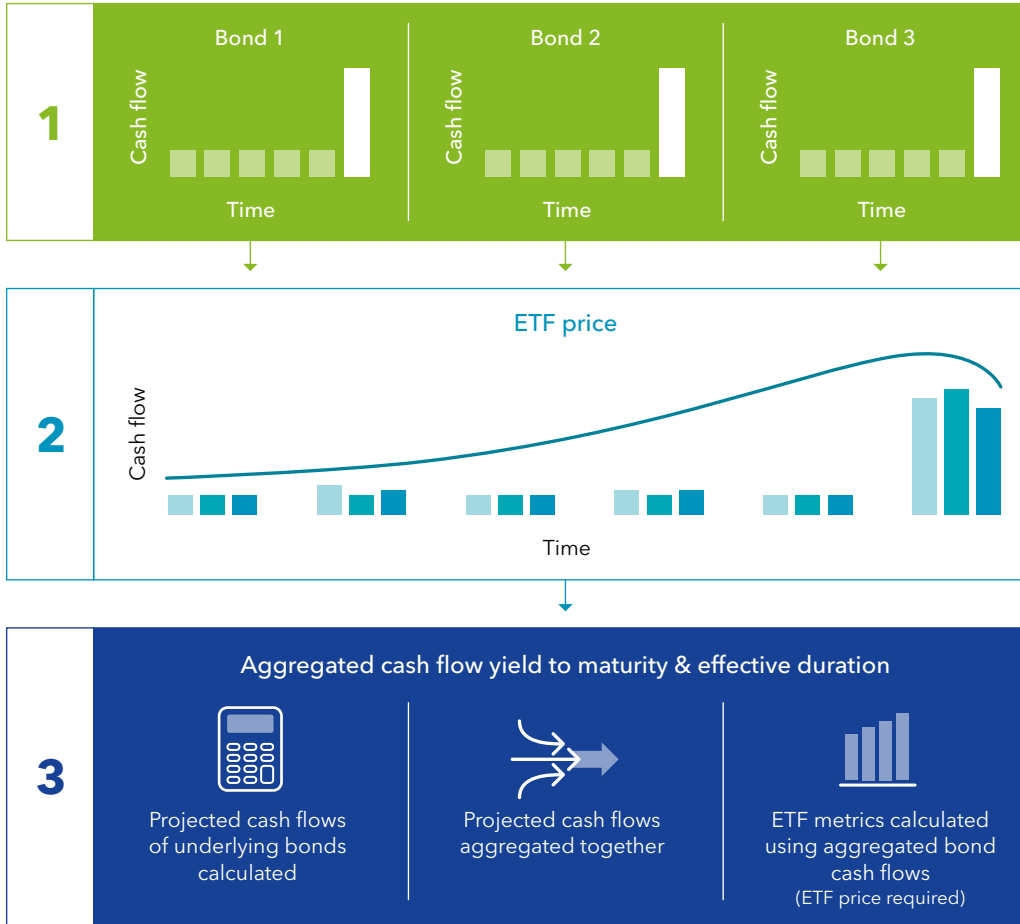 1
Bond 1
Cash flow
Time
Bond 2
Cash flow
Time
Bond 3
Cash flow
Time
2
ETF price
Cash flow
Time
3
Aggregated cash flow yield to maturity & effective duration
Projected cash flows
of underlying bonds
calculated
Projected cash flows
aggregated together
ETF metrics calculated
using aggregated bond
cash flows
(ETF price required)